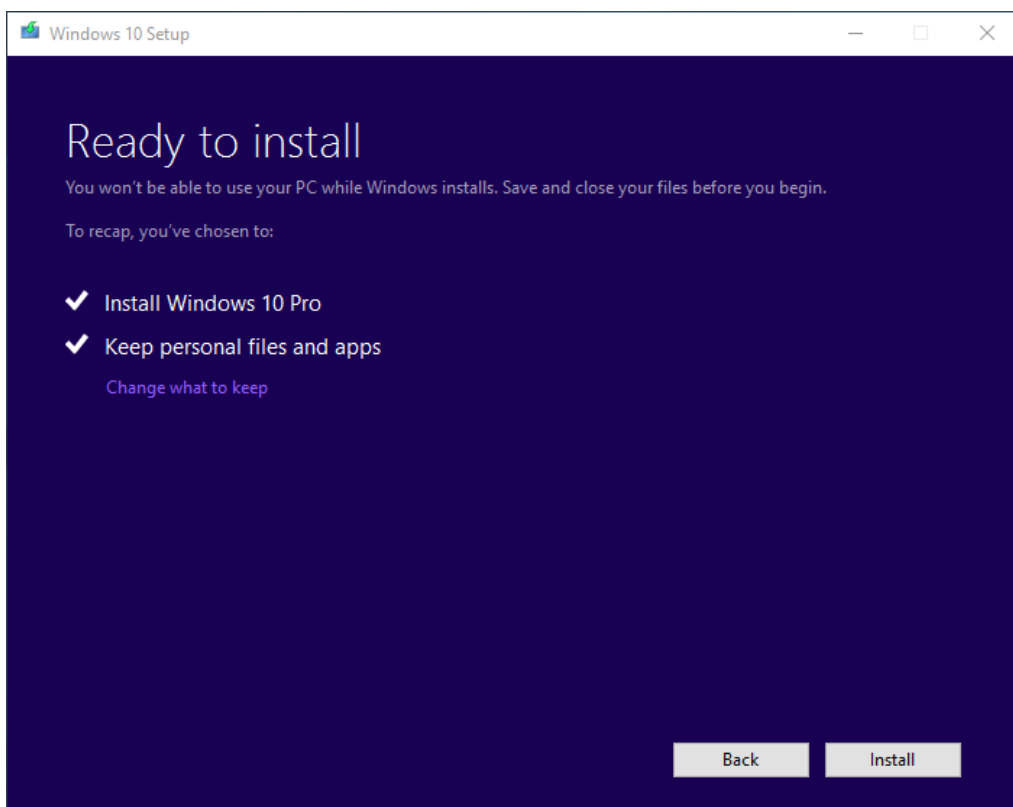 Windows 10 Setup
Ready to install
You won't be able to use your PC while Windows installs. Save and close your files before you begin.
To recap, you've chosen to:
Install Windows 10 Pro
Keep personal files and apps
Change what to keep
Back
Install